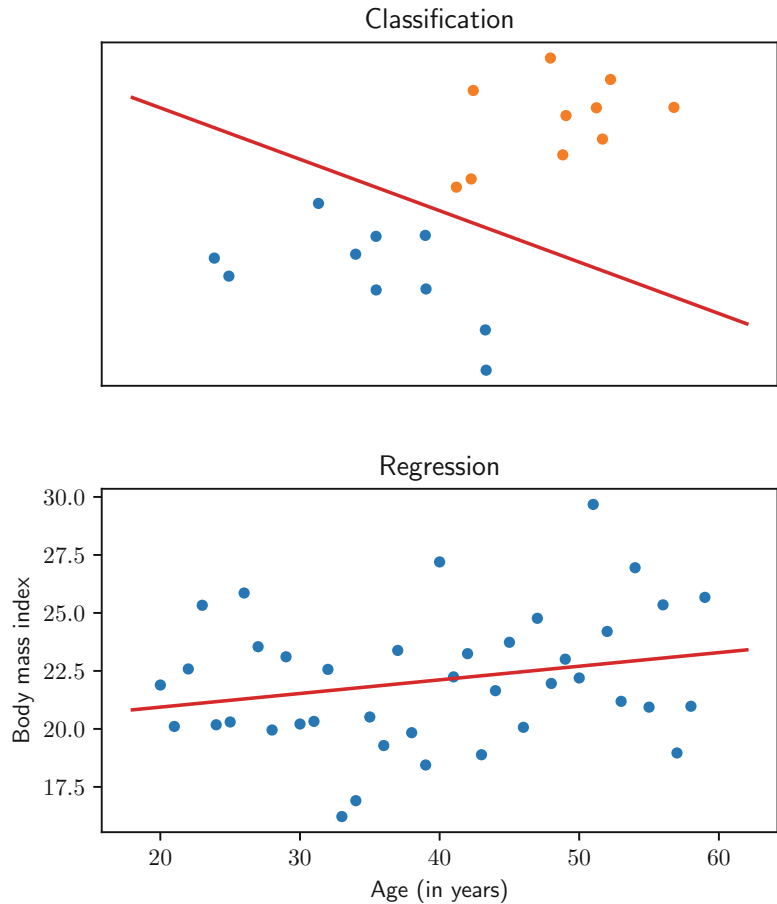 Classification
Regression
30.0
27.5
25.0
22.5
20.0
17.5
Body mass index
20 30 40 50 60
Age (in years)